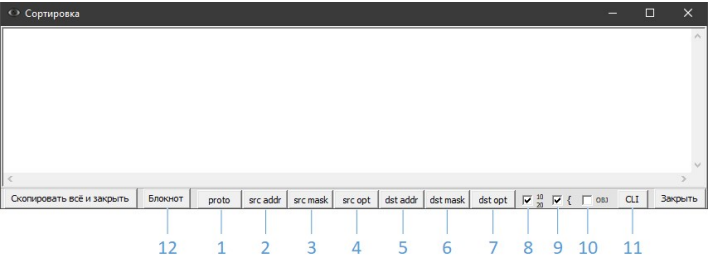 Сортировка
Скопировать всё и закрыть Блокнот proto src addr src mask src opt dst addr dst mask dst opt 10 20 { OBJ CLI Закрыть
12 1 2 3 4 5 6 7 8 9 10 11